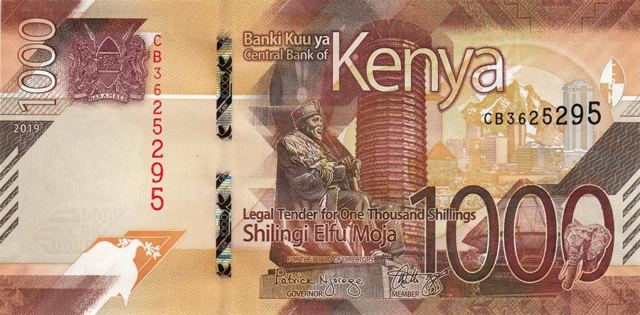 1000
2019
HARAMBEE
CB3625295
Banki Kuu ya
Central Bank of
Kenya
CB3625295
Legal Tender for One Thousand Shillings
Shilingi Elfu Moja
FOR THE BOARD OF DIRECTORS
Patrick Njoroge
GOVERNOR
MEMBER
1000